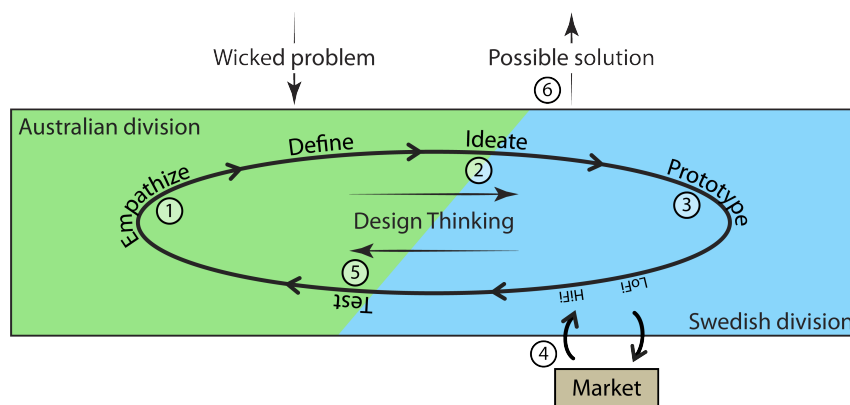 Wicked problem
Possible solution
6
Australian division
Define
Ideate
Empathize
Prototype
2
1
3
Design Thinking
5
Test
HiFi
LoFi
Swedish division
4
Market